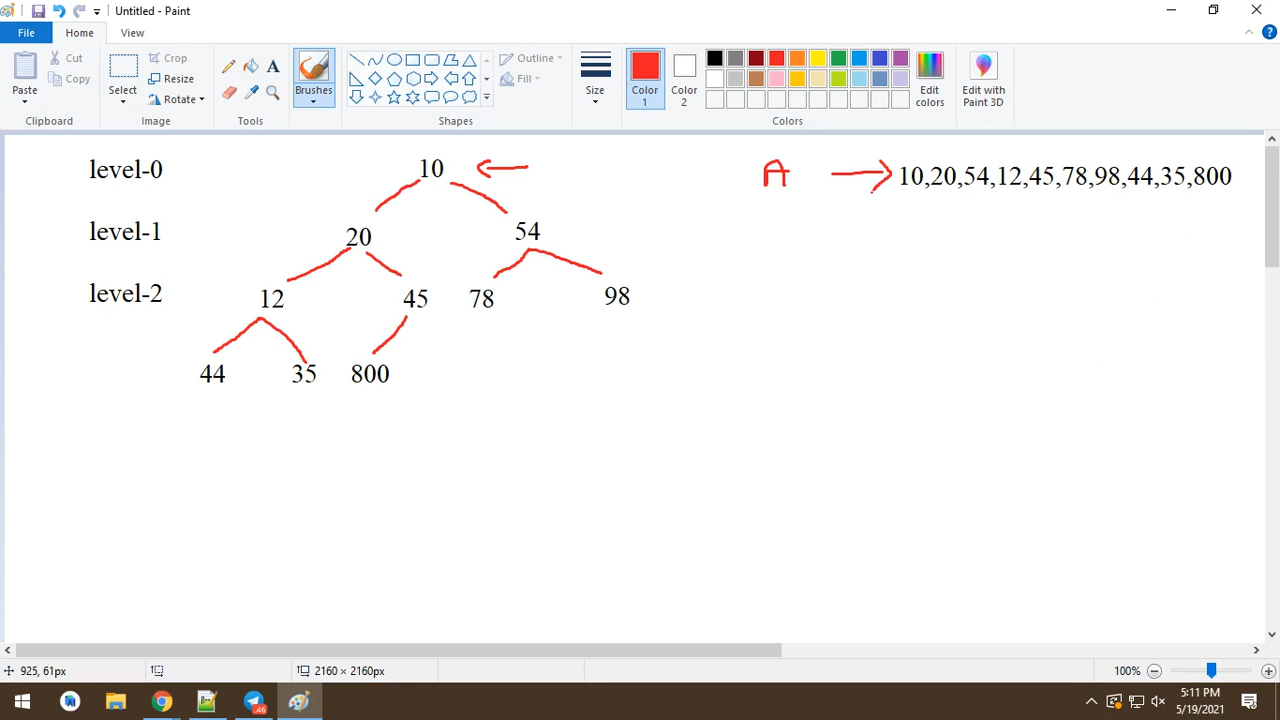 Untitled - Paint
File Home View
Paste
Cut
Copy
Clipboard
Select
Crop
Resize
Rotate
Image
A
Tools
Brushes
Shapes
Outline
Fill
Size
Color 1
Color 2
Edit colors
Edit with Paint 3D
Colors
level-0 10 A 10,20,54,12,45,78,98,44,35,800
level-1 20 54
level-2 12 45 78 98
44 35 800
925, 61px 2160 × 2160px 100%
46
5:11 PM
5/19/2021